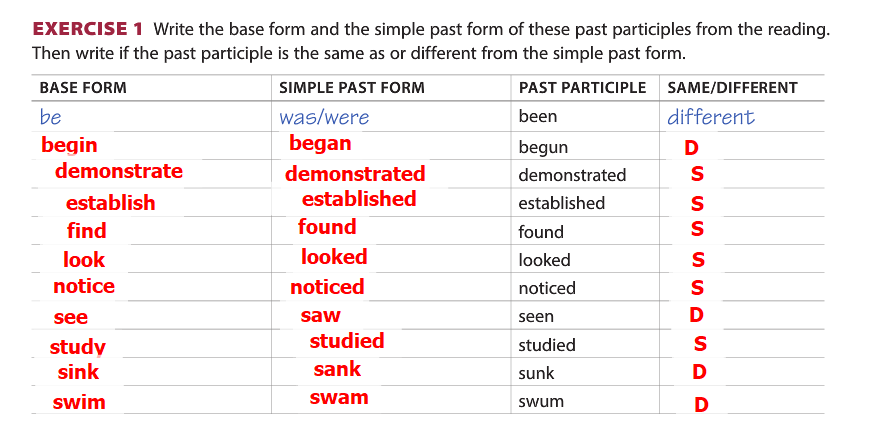 EXERCISE 1 Write the base form and the simple past form of these past participles from the reading.
Then write if the past participle is the same as or different from the simple past form.
BASE FORM SIMPLE PAST FORM PAST PARTICIPLE SAME/DIFFERENT
be was/were been different
begin began begun D
demonstrate demonstrated demonstrated S
establish established established S
find found found S
look looked looked S
notice noticed noticed S
see saw seen D
study studied studied S
sink sank sunk D
swim swam swum D